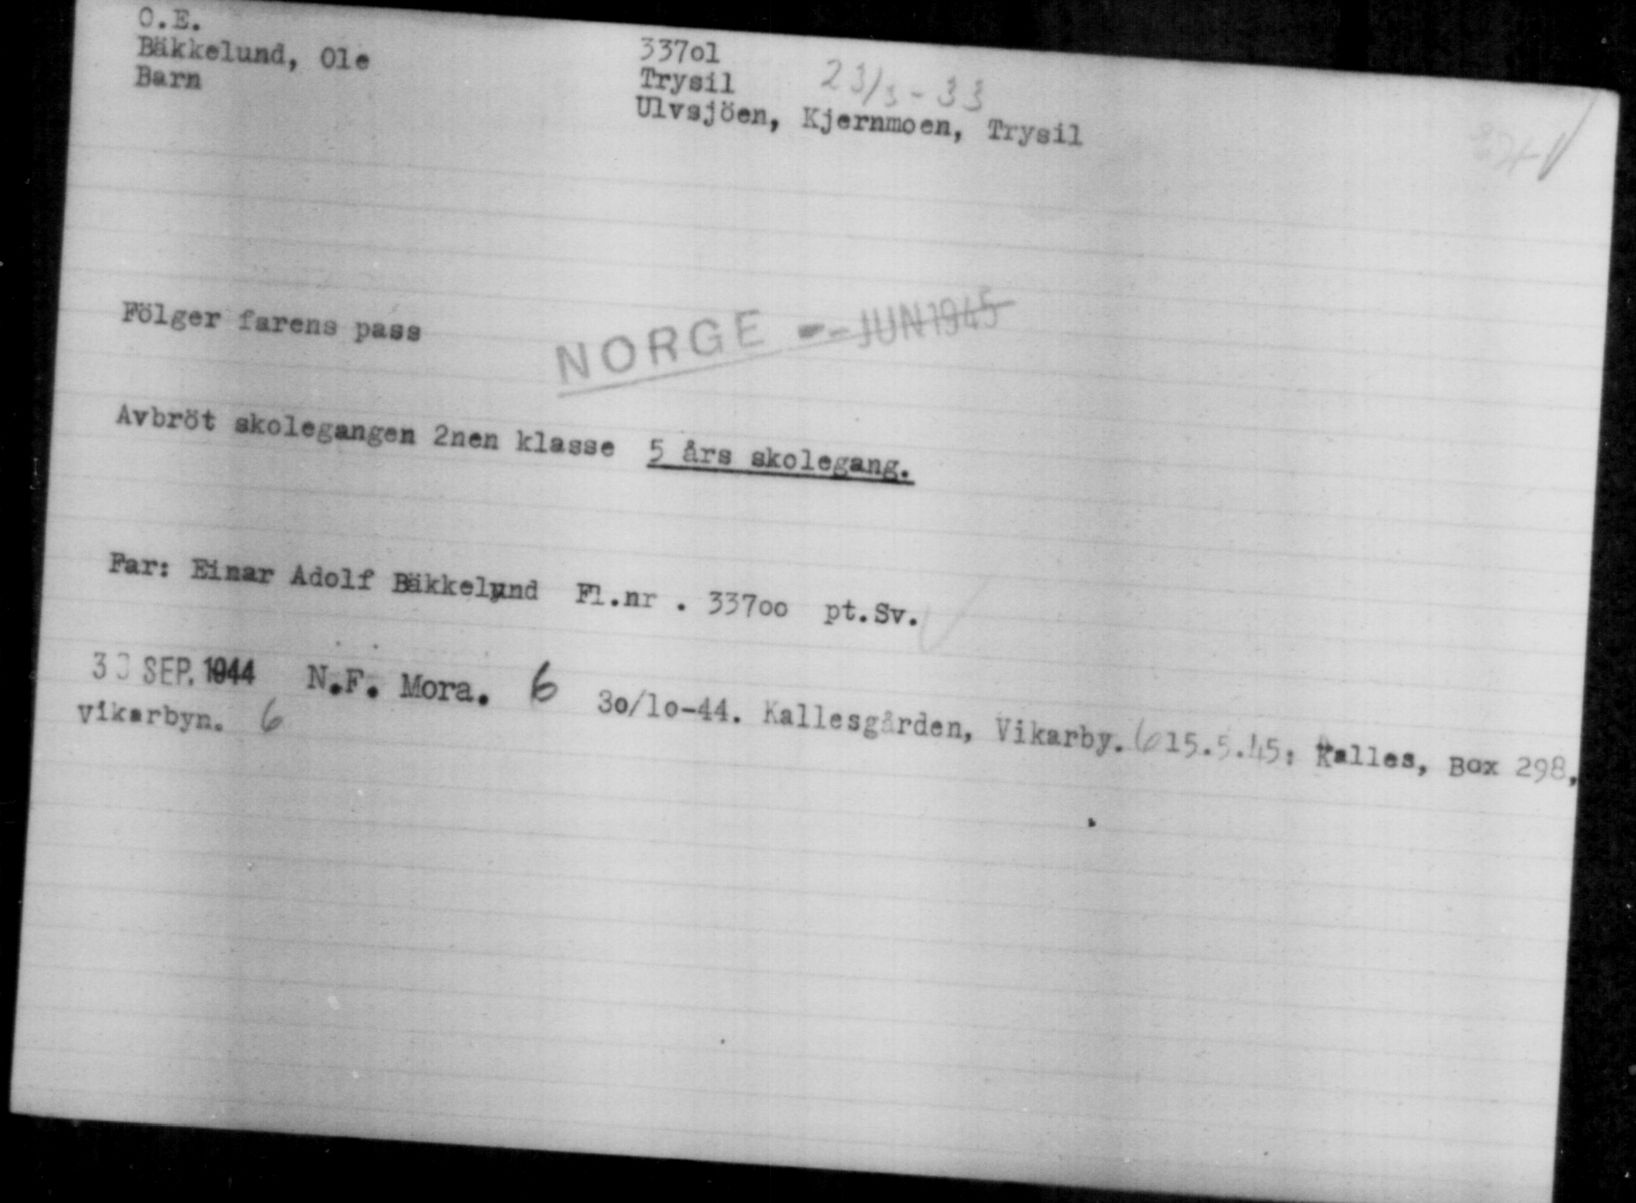 O.E.
Bäkkelund, Ole 337ol
Barn Trysil 23/3-33
Ulvsjöen, Kjernmoen, Trysil
Fölger farens pass
NORGE -- JUN 1945
Avbröt skolegangen 2nen klasse 5 års skolegang.
Far: Einar Adolf Bäkkelund Fl.nr . 337oo pt.Sv.
30 SEP. 1944 N.F. Mora. 6 3o/lo-44. Kallesgården, Vikarby. 6 15.5.45: Kalles, Box 298,
vikarbyn. 6